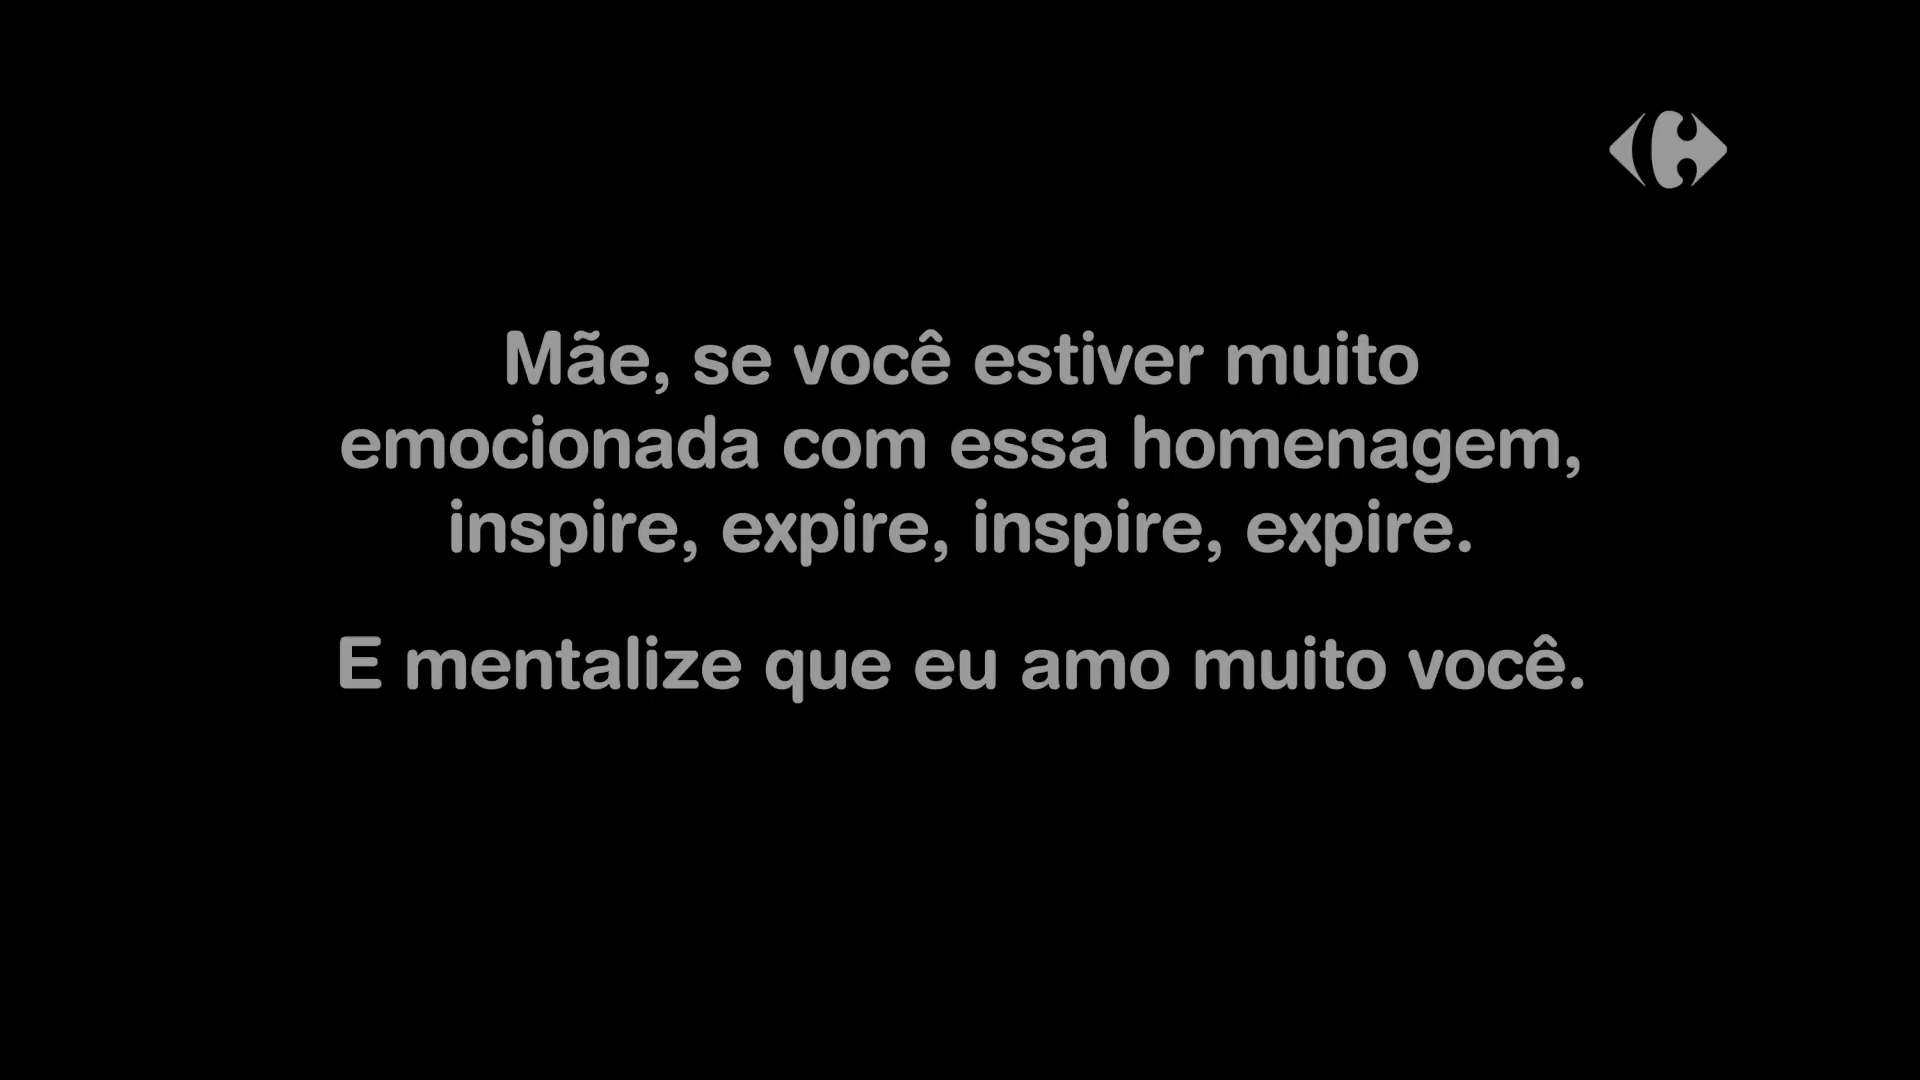 Mãe, se você estiver muito
emocionada com essa homenagem,
inspire, expire, inspire, expire.
E mentalize que eu amo muito você.